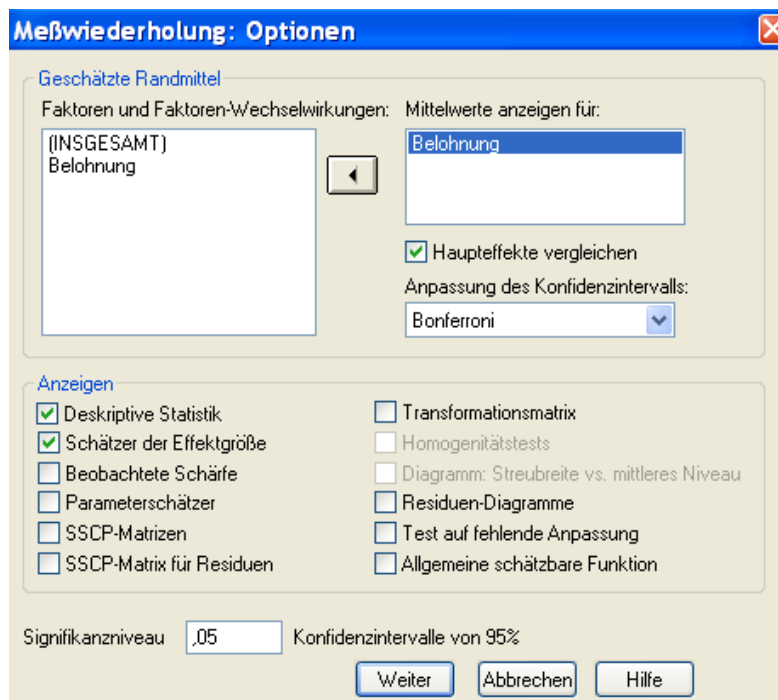 Meßwiederholung: Optionen
Geschätzte Randmittel
Faktoren und Faktoren-Wechselwirkungen:
(INSGESAMT)
Belohnung
Mittelwerte anzeigen für:
Belohnung
Haupteffekte vergleichen
Anpassung des Konfidenzintervalls:
Bonferroni
Anzeigen
Deskriptive Statistik
Schätzer der Effektgröße
Beobachtete Schärfe
Parameterschätzer
SSCP-Matrizen
SSCP-Matrix für Residuen
Transformationsmatrix
Homogenitätstests
Diagramm: Streubreite vs. mittleres Niveau
Residuen-Diagramme
Test auf fehlende Anpassung
Allgemeine schätzbare Funktion
Signifikanzniveau ,05 Konfidenzintervalle von 95%
Weiter Abbrechen Hilfe